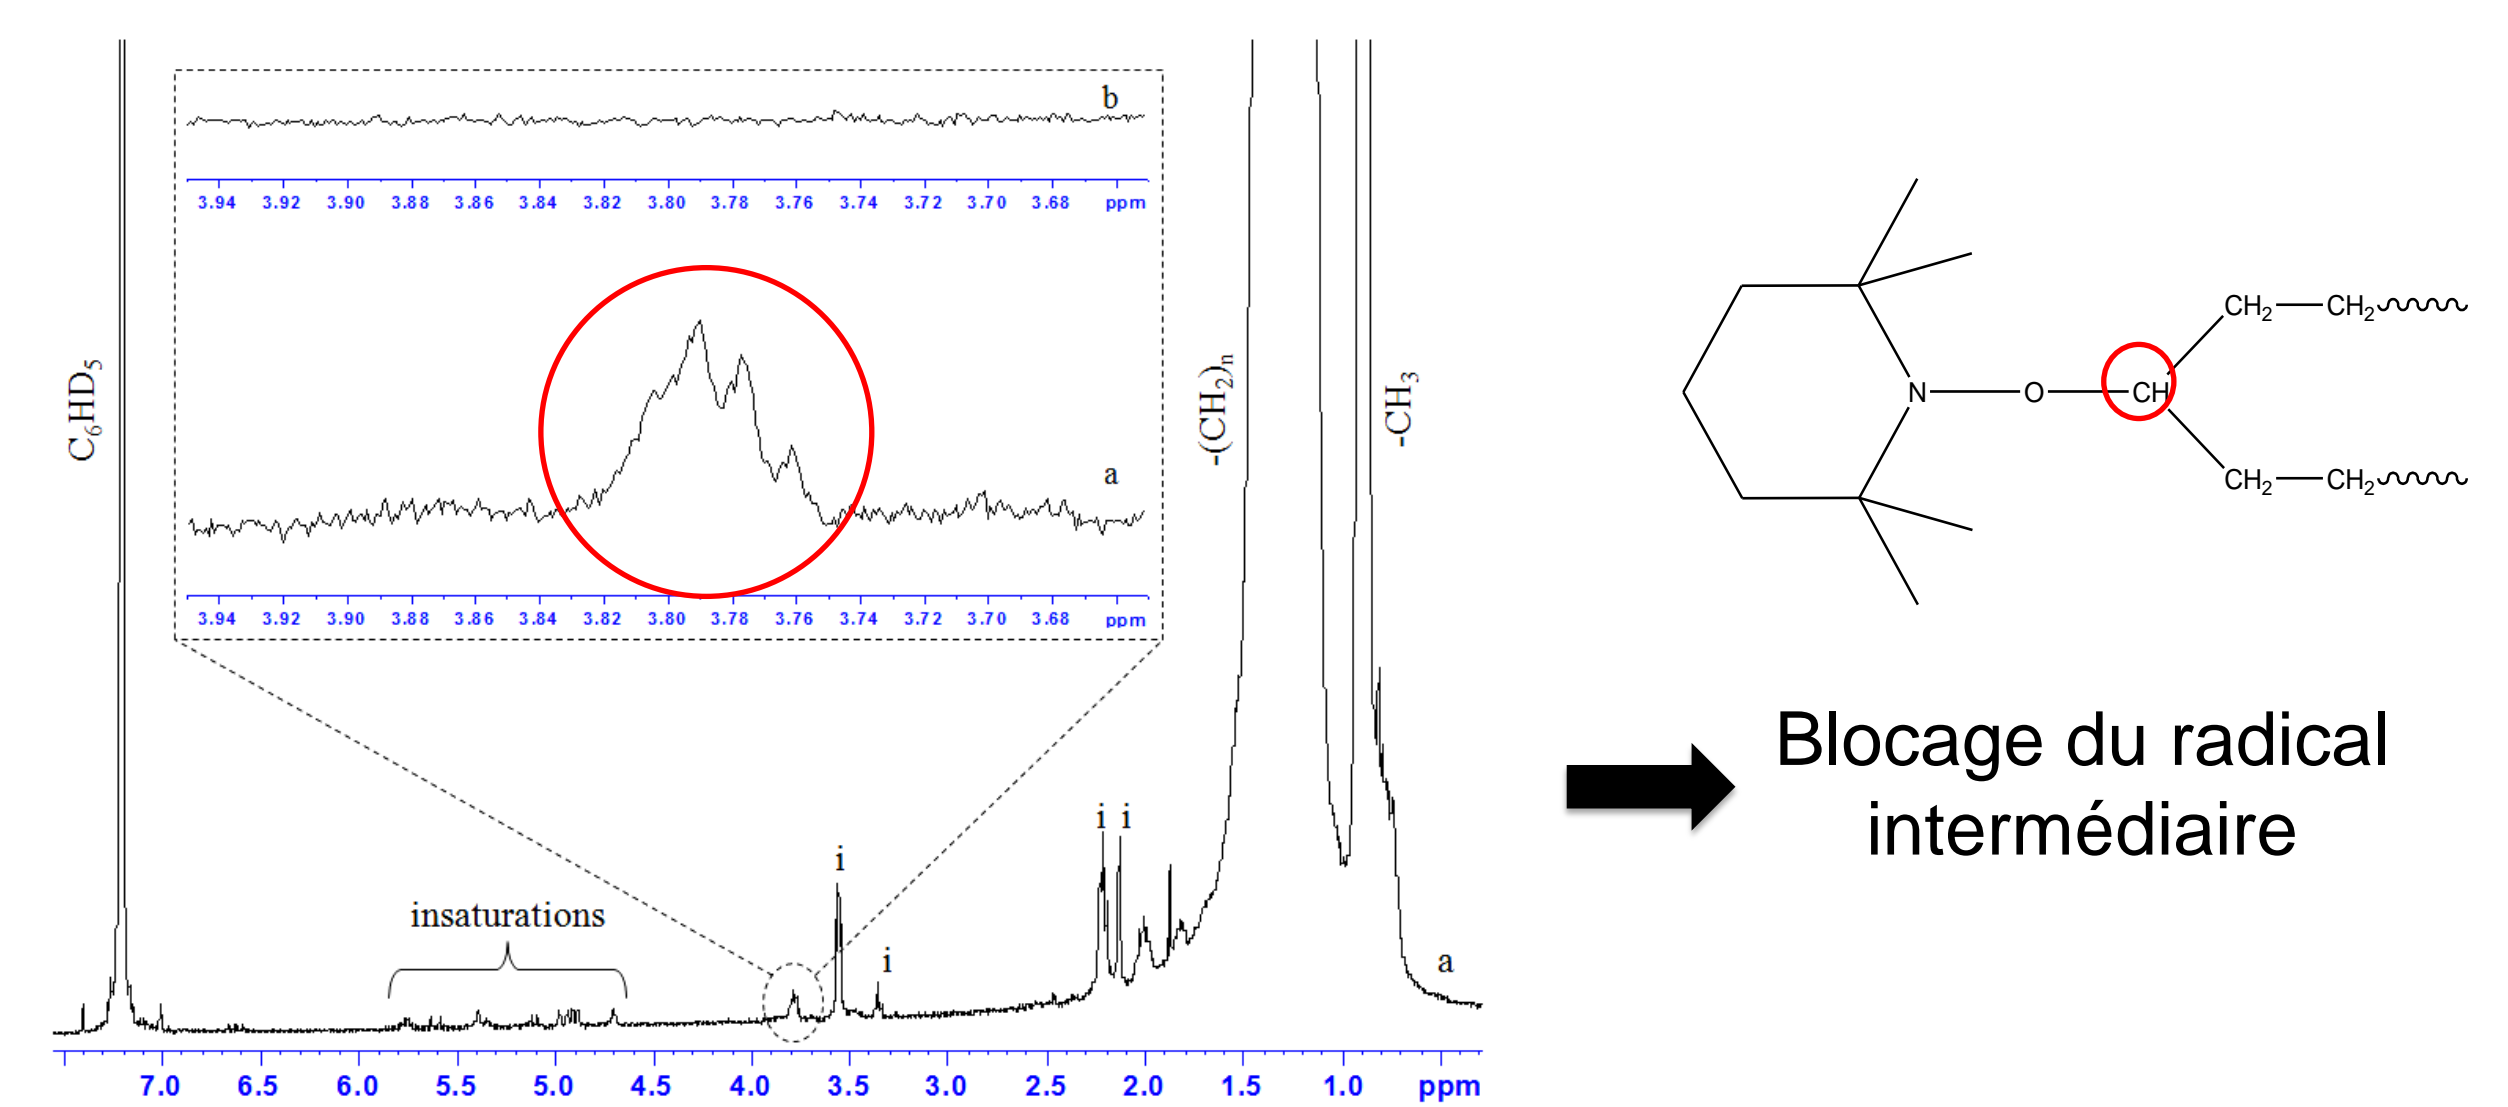 b
3.94 3.92 3.90 3.88 3.86 3.84 3.82 3.80 3.78 3.76 3.74 3.72 3.70 3.68 ppm
a
3.94 3.92 3.90 3.88 3.86 3.84 3.82 3.80 3.78 3.76 3.74 3.72 3.70 3.68 ppm
C6HD5
-(CH2)n
-CH3
insaturations
i
i
i i
a
7.0 6.5 6.0 5.5 5.0 4.5 4.0 3.5 3.0 2.5 2.0 1.5 1.0 ppm
CH2 CH2
N O CH
CH2 CH2
Blocage du radical
intermédiaire